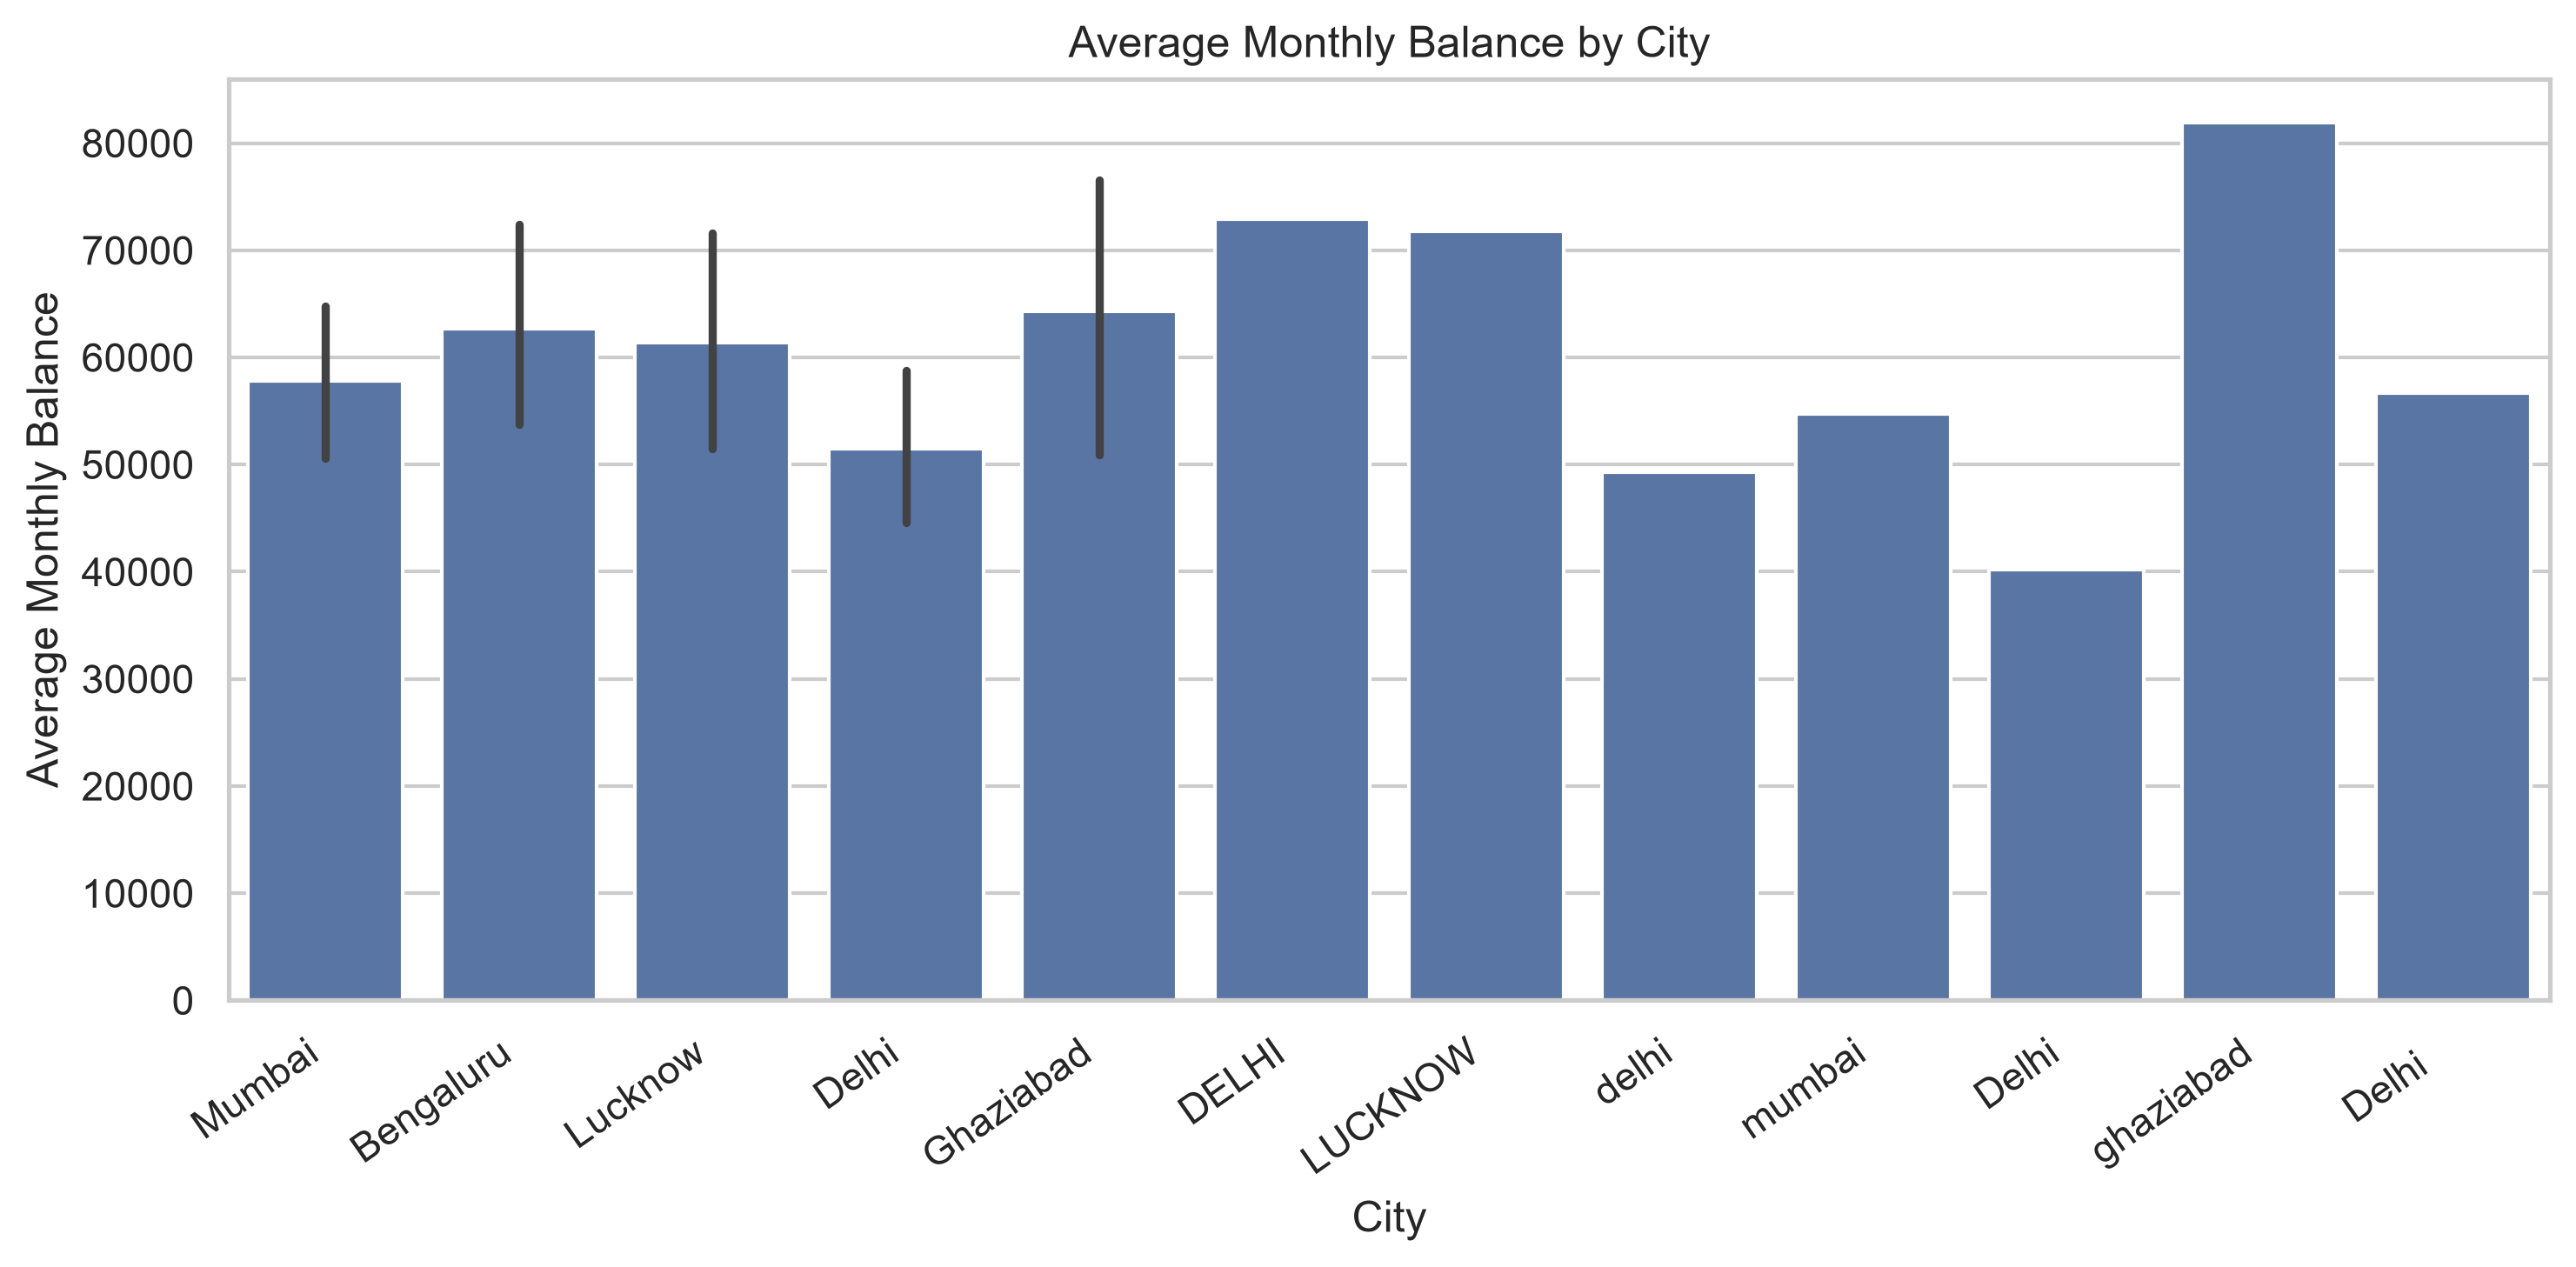 Average Monthly Balance by City
Average Monthly Balance
80000
70000
60000
50000
40000
30000
20000
10000
0
Mumbai
Bengaluru
Lucknow
Delhi
Ghaziabad
DELHI
LUCKNOW
delhi
mumbai
Delhi
ghaziabad
Delhi
City